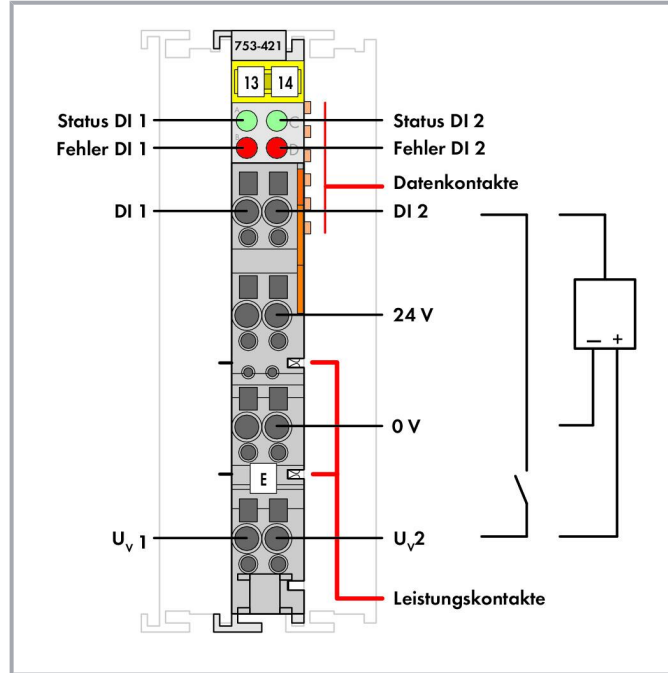 753-421
13 14
A C
Status DI 1 Status DI 2
B D
Fehler DI 1 Fehler DI 2
Datenkontakte
DI 1 DI 2
24 V
− +
0 V
E
Uv 1 Uv2
Leistungskontakte